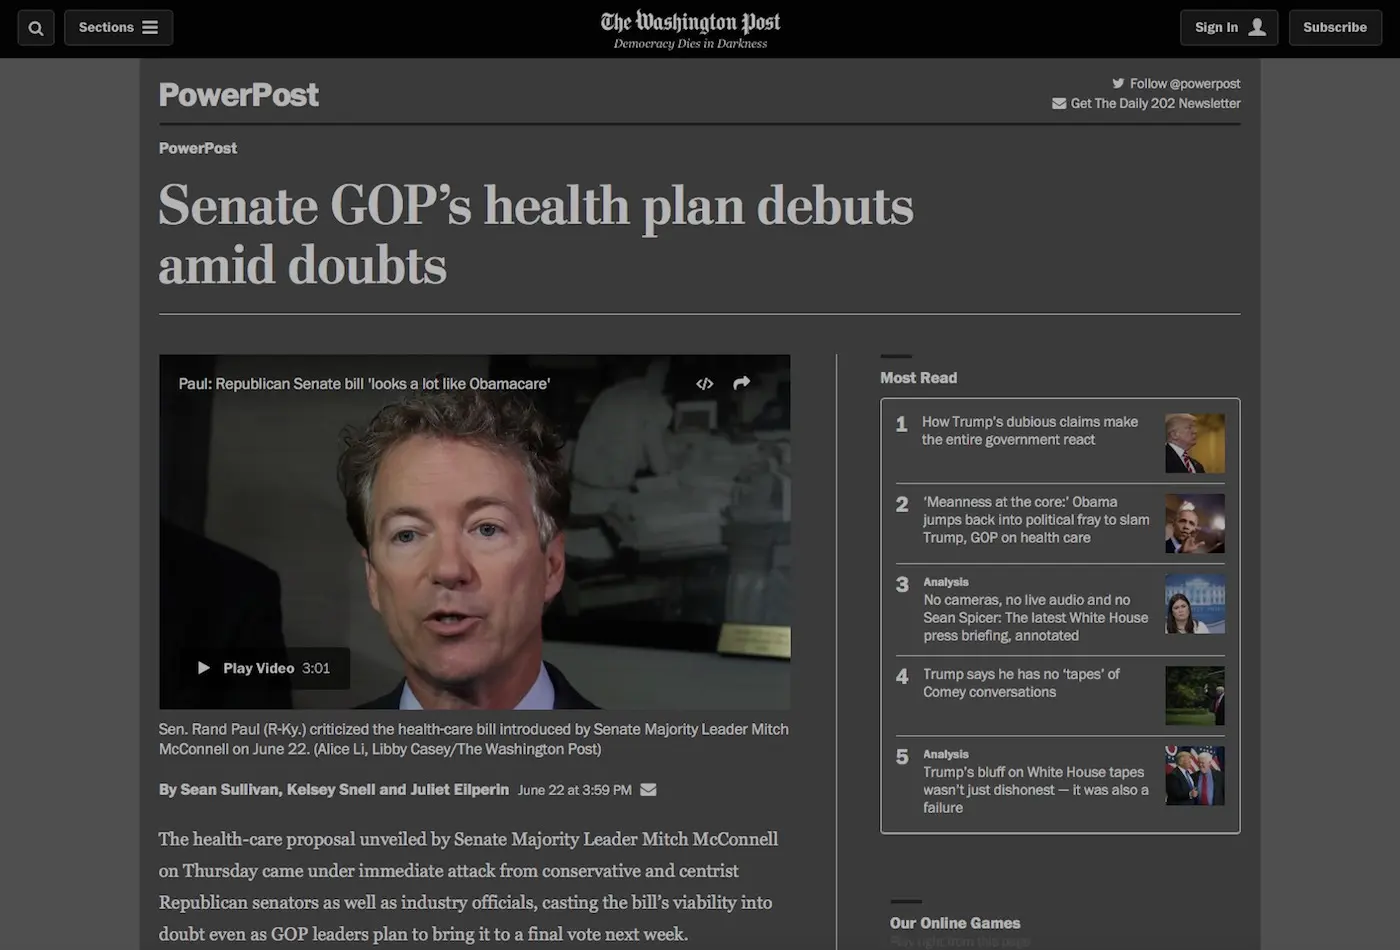 Sections
The Washington Post
Democracy Dies in Darkness
Sign In
Subscribe
PowerPost
Follow @powerpost
Get The Daily 202 Newsletter
PowerPost
Senate GOP’s health plan debuts
amid doubts
Paul: Republican Senate bill 'looks a lot like Obamacare'
Play Video 3:01
Sen. Rand Paul (R-Ky.) criticized the health-care bill introduced by Senate Majority Leader Mitch
McConnell on June 22. (Alice Li, Libby Casey/The Washington Post)
By Sean Sullivan, Kelsey Snell and Juliet Eilperin June 22 at 3:59 PM
The health-care proposal unveiled by Senate Majority Leader Mitch McConnell
on Thursday came under immediate attack from conservative and centrist
Republican senators as well as industry officials, casting the bill’s viability into
doubt even as GOP leaders plan to bring it to a final vote next week.
Most Read
1 How Trump’s dubious claims make
the entire government react
2 ‘Meanness at the core:’ Obama
jumps back into political fray to slam
Trump, GOP on health care
3 Analysis
No cameras, no live audio and no
Sean Spicer: The latest White House
press briefing, annotated
4 Trump says he has no ‘tapes’ of
Comey conversations
5 Analysis
Trump’s bluff on White House tapes
wasn’t just dishonest — it was also a
failure
Our Online Games
Play right from this page